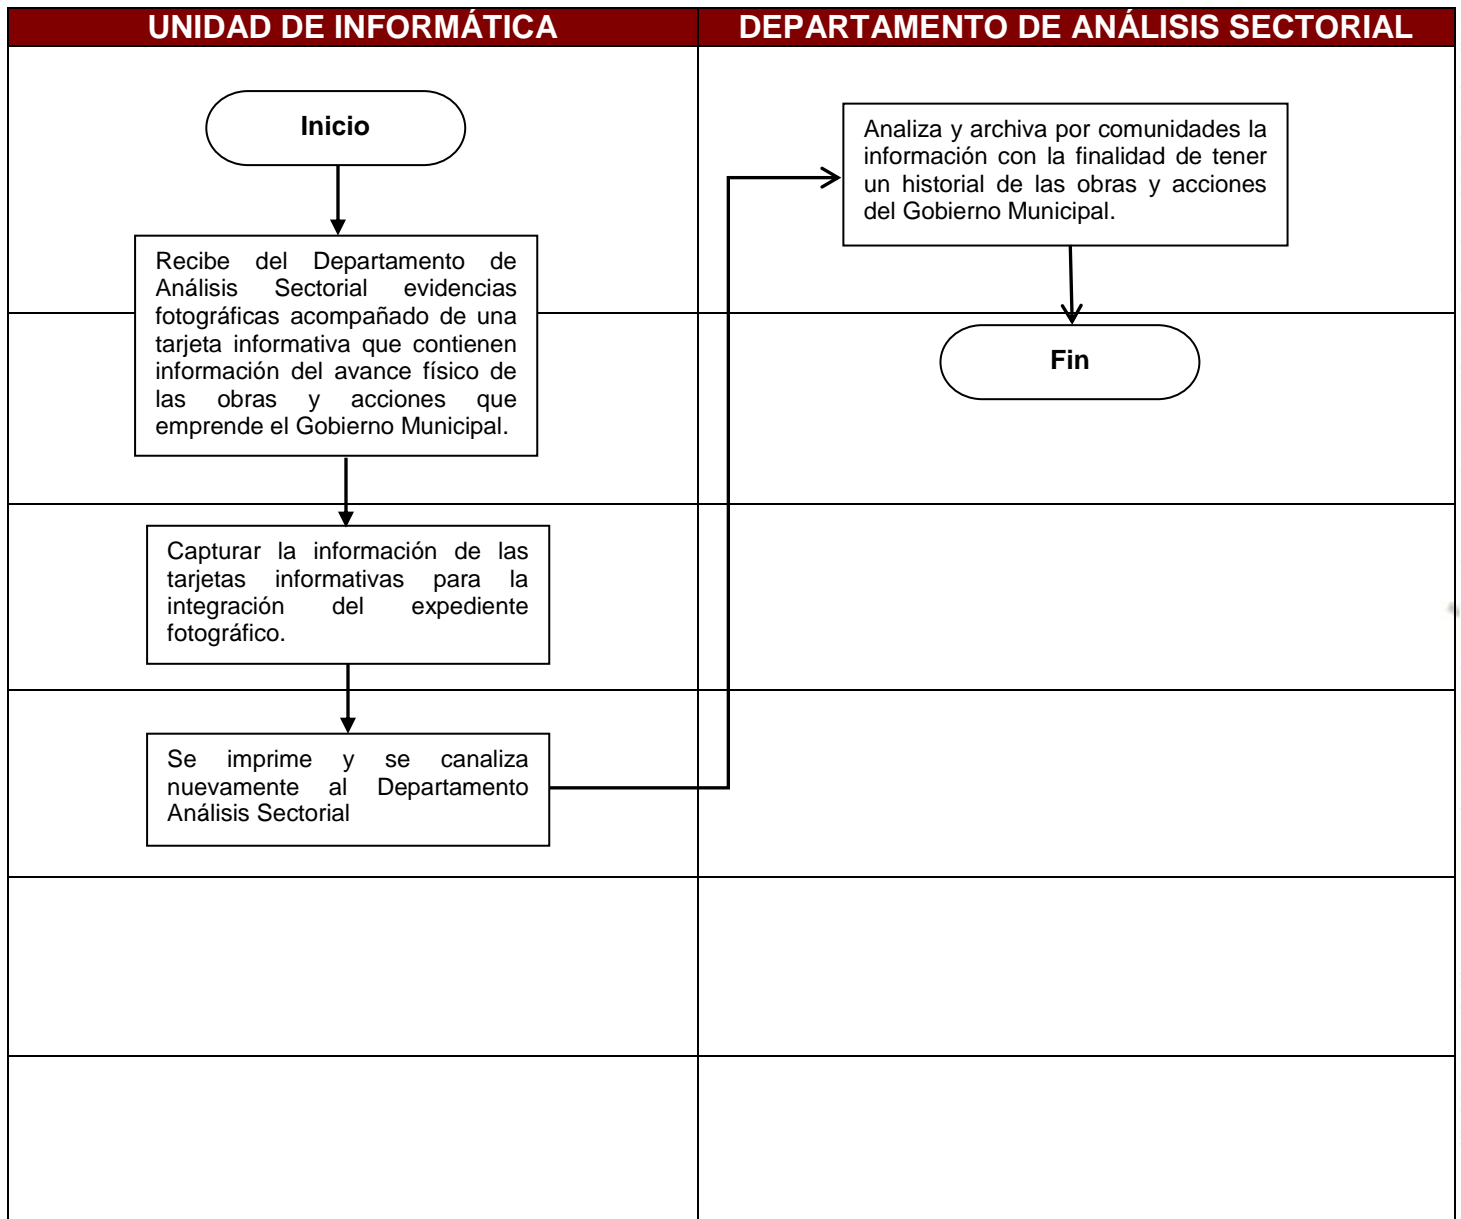 UNIDAD DE INFORMÁTICA
DEPARTAMENTO DE ANÁLISIS SECTORIAL
Inicio
Recibe del Departamento de
Análisis Sectorial evidencias
fotográficas acompañado de una
tarjeta informativa que contienen
información del avance físico de
las obras y acciones que
emprende el Gobierno Municipal.
Capturar la información de las
tarjetas informativas para la
integración del expediente
fotográfico.
Se imprime y se canaliza
nuevamente al Departamento
Análisis Sectorial
Analiza y archiva por comunidades la
información con la finalidad de tener
un historial de las obras y acciones
del Gobierno Municipal.
Fin